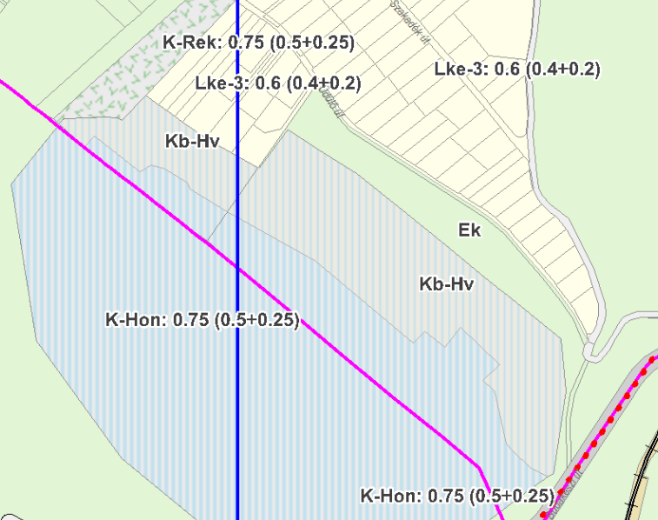 Szakadék út
K-Rek: 0.75 (0.5+0.25)
Lke-3: 0.6 (0.4+0.2)
Lke-3: 0.6 (0.4+0.2)
Kb-Hv
Ek
Kb-Hv
K-Hon: 0.75 (0.5+0.25)
K-Hon: 0.75 (0.5+0.25)